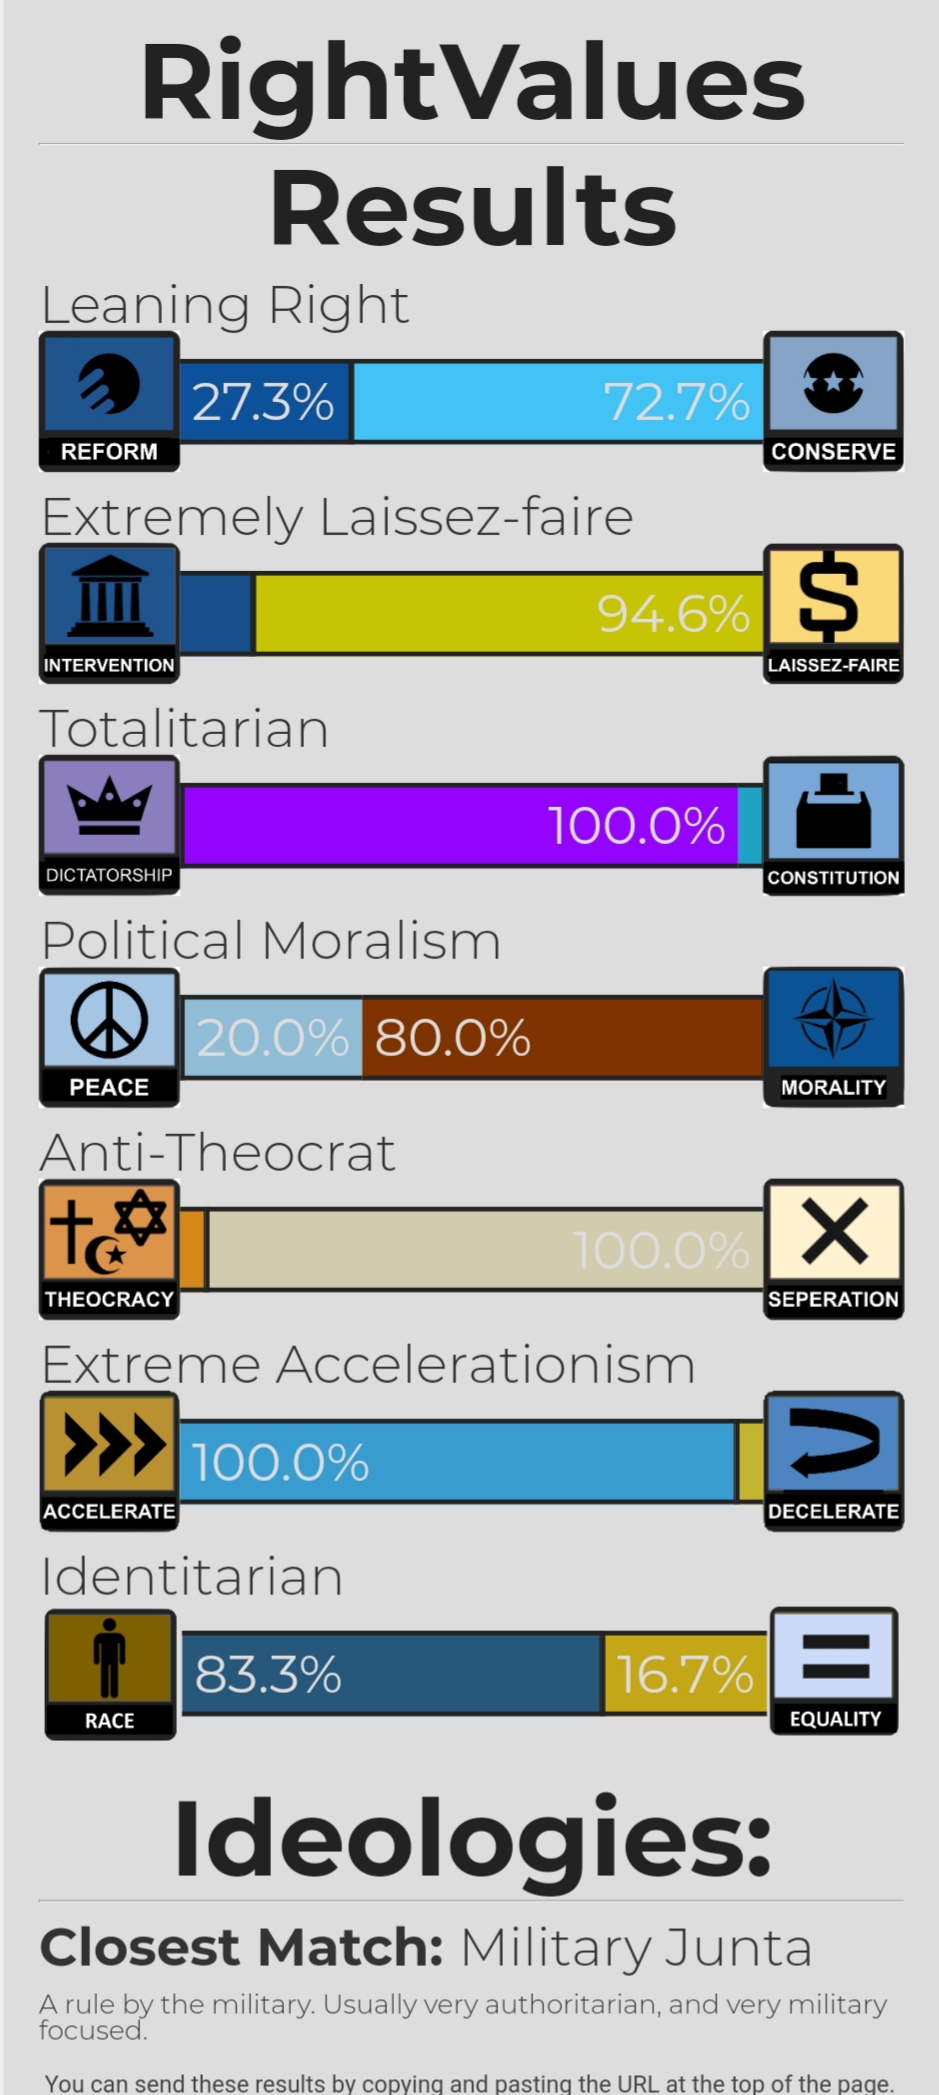 RightValues
Results
Leaning Right
27.3% 72.7%
REFORM CONSERVE
Extremely Laissez-faire
94.6%
INTERVENTION LAISSEZ-FAIRE
Totalitarian
100.0%
DICTATORSHIP CONSTITUTION
Political Moralism
20.0% 80.0%
PEACE MORALITY
Anti-Theocrat
100.0%
THEOCRACY SEPERATION
Extreme Accelerationism
100.0%
ACCELERATE DECELERATE
Identitarian
83.3% 16.7%
RACE EQUALITY
Ideologies:
Closest Match: Military Junta
A rule by the military. Usually very authoritarian, and very military
focused.
You can send these results by copying and pasting the URL at the top of the page.